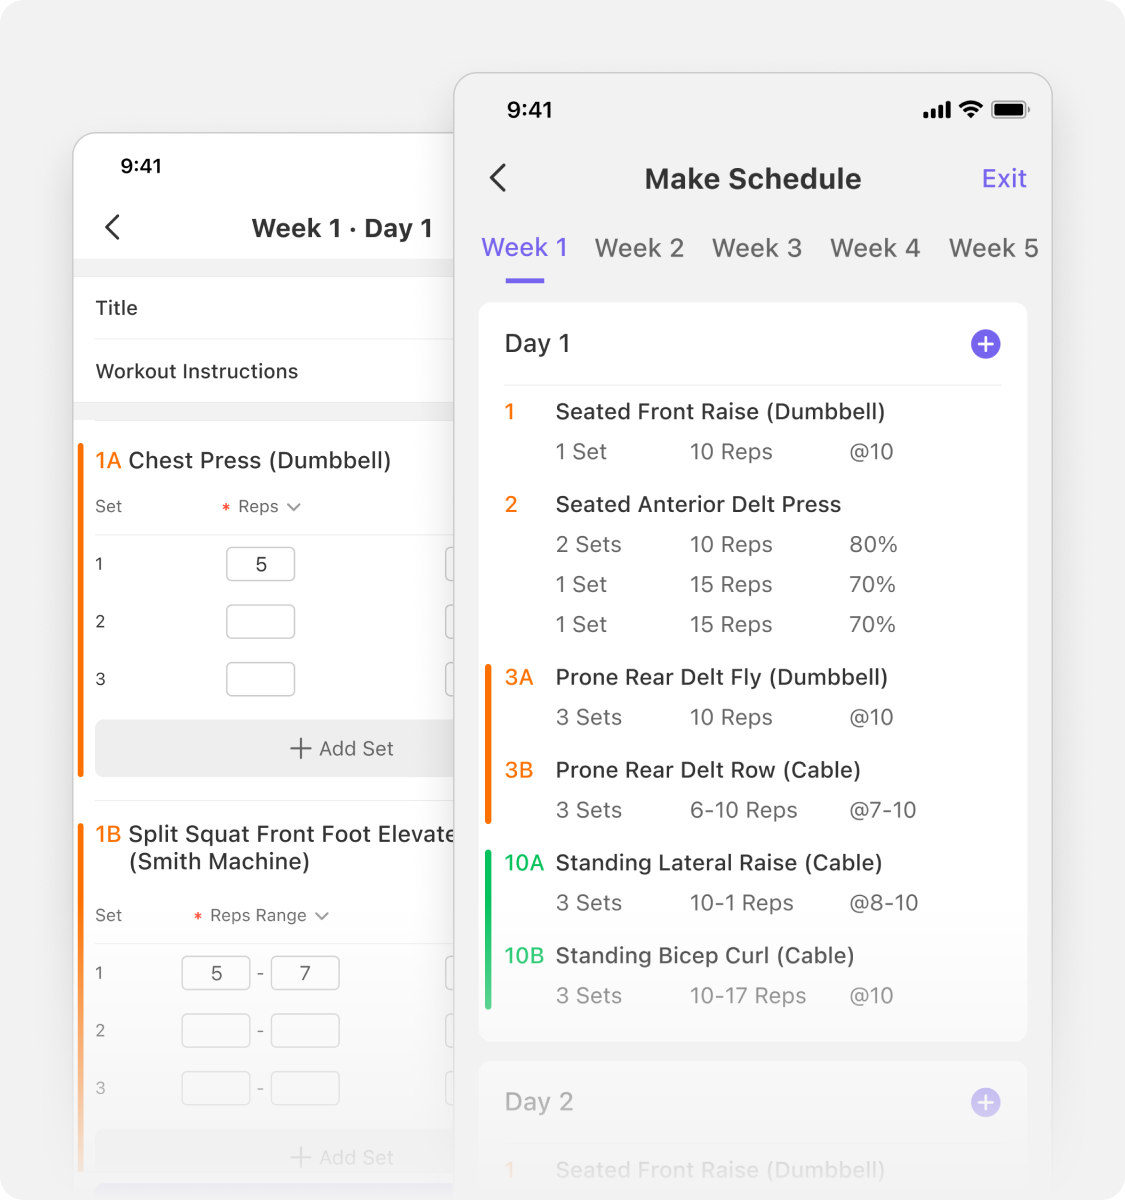 9:41
Week 1 · Day 1
Title
Workout Instructions
1A Chest Press (Dumbbell)
Set * Reps
1 5
2
3
+ Add Set
1B Split Squat Front Foot Elevate
(Smith Machine)
Set * Reps Range
1 5 - 7
2 -
3 -
+ Add Set
9:41
Make Schedule Exit
Week 1 Week 2 Week 3 Week 4 Week 5
Day 1
1 Seated Front Raise (Dumbbell)
1 Set 10 Reps @10
2 Seated Anterior Delt Press
2 Sets 10 Reps 80%
1 Set 15 Reps 70%
1 Set 15 Reps 70%
3A Prone Rear Delt Fly (Dumbbell)
3 Sets 10 Reps @10
3B Prone Rear Delt Row (Cable)
3 Sets 6-10 Reps @7-10
10A Standing Lateral Raise (Cable)
3 Sets 10-1 Reps @8-10
10B Standing Bicep Curl (Cable)
3 Sets 10-17 Reps @10
Day 2
1 Seated Front Raise (Dumbbell)